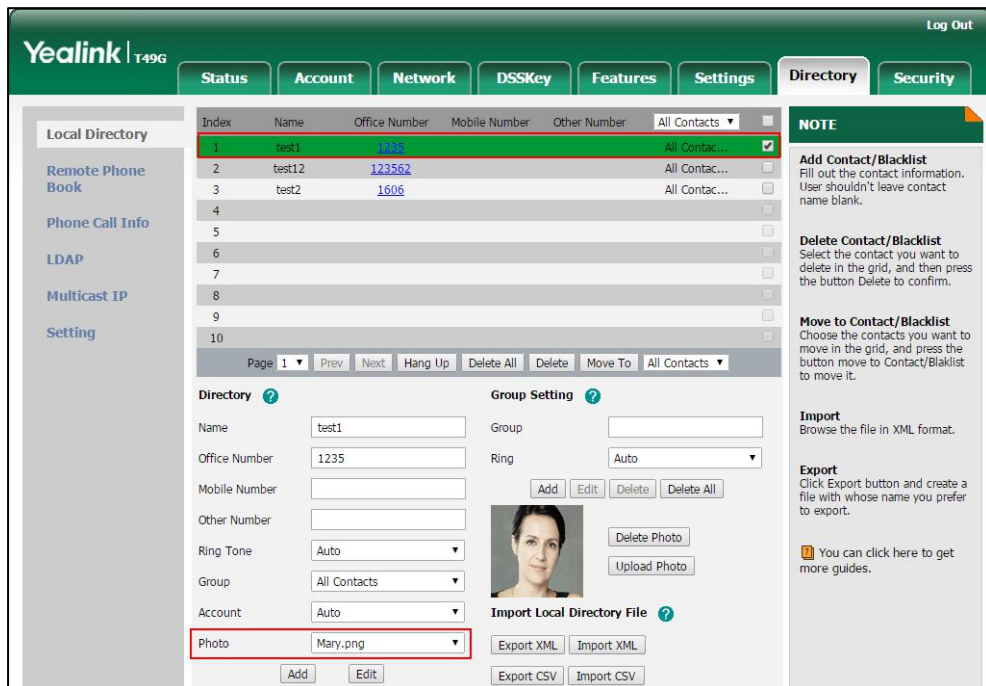 Log Out
Yealink | T49G
Status Account Network DSSKey Features Settings Directory Security
Local Directory
Remote Phone
Book
Phone Call Info
LDAP
Multicast IP
Setting
Index Name Office Number Mobile Number Other Number All Contacts
1 test1 1235 All Contac...
2 test12 123562 All Contac...
3 test2 1606 All Contac...
4
5
6
7
8
9
10
Page 1 Prev Next Hang Up Delete All Delete Move To All Contacts
Directory ?
Name test1
Office Number 1235
Mobile Number
Other Number
Ring Tone Auto
Group All Contacts
Account Auto
Photo Mary.png
Add Edit
Group Setting ?
Group
Ring Auto
Add Edit Delete Delete All
Delete Photo
Upload Photo
Import Local Directory File ?
Export XML Import XML
Export CSV Import CSV
NOTE
Add Contact/Blacklist
Fill out the contact information.
User shouldn't leave contact
name blank.
Delete Contact/Blacklist
Select the contact you want to
delete in the grid, and then press
the button Delete to confirm.
Move to Contact/Blacklist
Choose the contacts you want to
move in the grid, and press the
button move to Contact/Blaklist
to move it.
Import
Browse the file in XML format.
Export
Click Export button and create a
file with whose name you prefer
to export.
? You can click here to get
more guides.